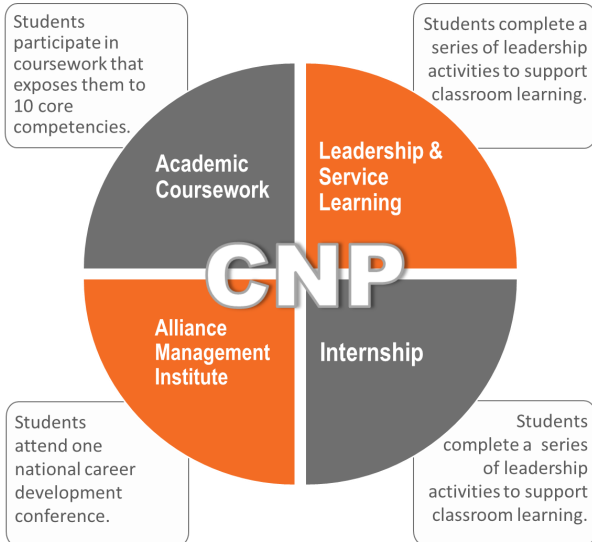 Students
participate in
coursework that
exposes them to
10 core
competencies.
Students complete a
series of leadership
activities to support
classroom learning.
Academic
Coursework
Leadership &
Service
Learning
CNP
Alliance
Management
Institute
Internship
Students
attend one
national career
development
conference.
Students
complete a series
of leadership
activities to support
classroom learning.